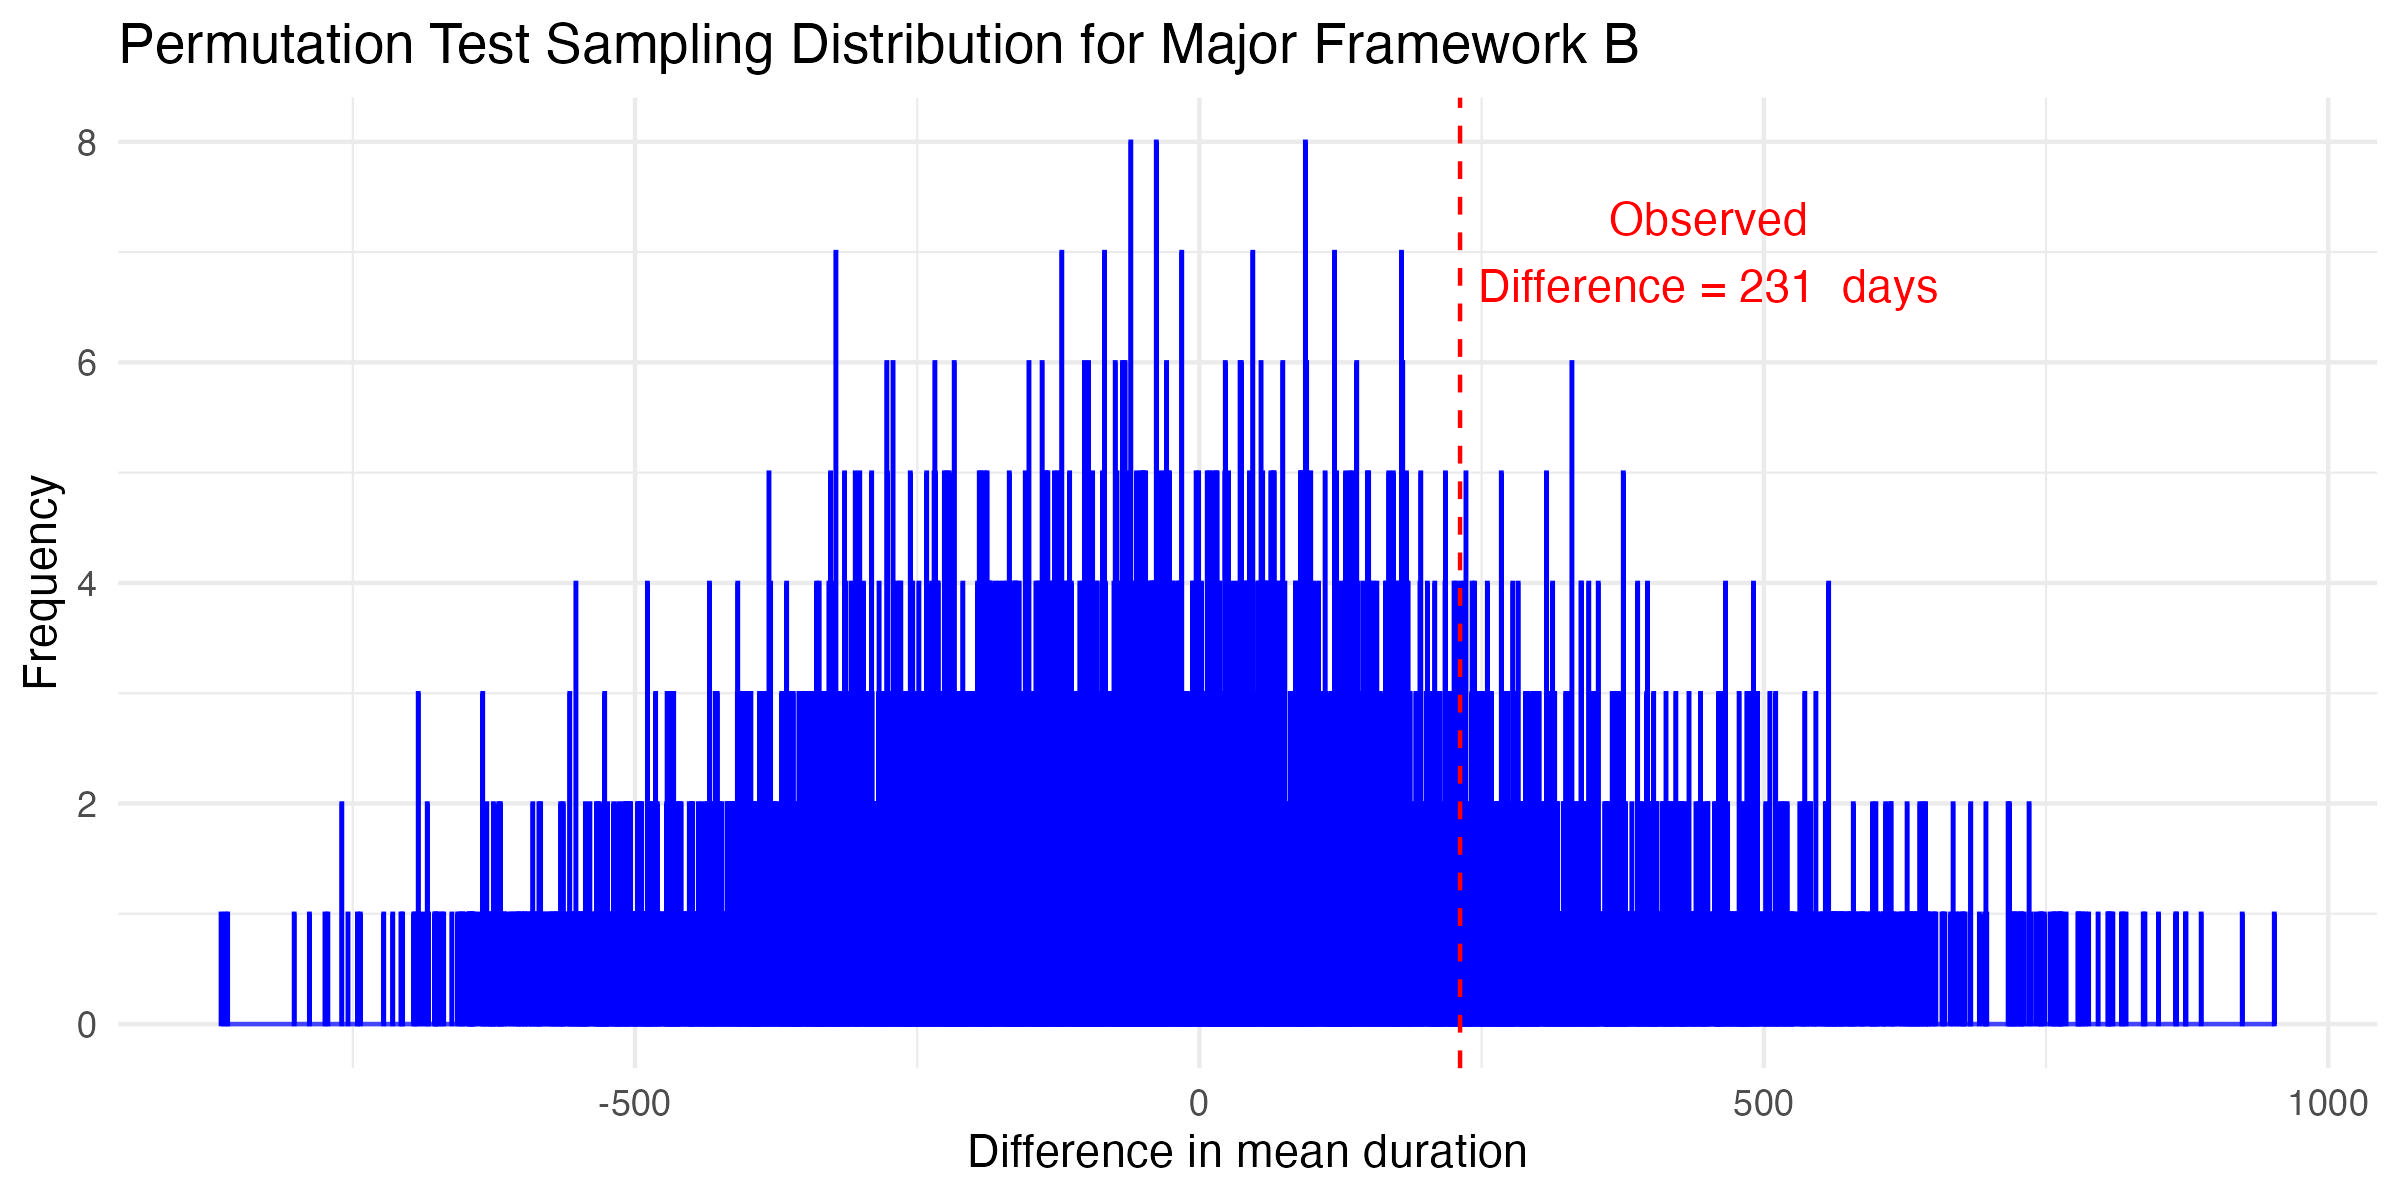 Permutation Test Sampling Distribution for Major Framework B
8
Observed
Difference = 231  days
6
4
2
0
Frequency
-500
0
500
1000
Difference in mean duration